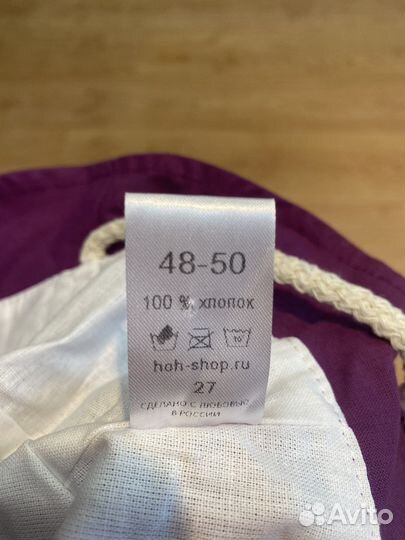 48-50
100 % хлопок
hoh-shop.ru
27
СДЕЛАНО С ЛЮБОВЬЮ
В РОССИИ
Avito